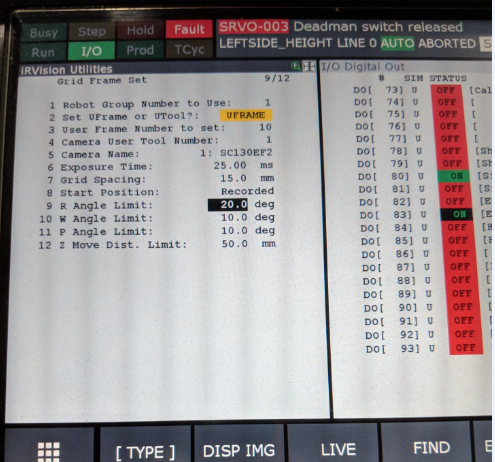 Busy Step Hold Fault SRVO-003 Deadman switch released
Run I/O Prod TCyc LEFTSIDE_HEIGHT LINE 0 AUTO ABORTED S
iRVision Utilities
Grid Frame Set 9/12
1 Robot Group Number to Use: 1
2 Set UFrame or UTool?: UFRAME
3 User Frame Number to set: 10
4 Camera User Tool Number: 1
5 Camera Name: 1: SC130EF2
6 Exposure Time: 25.00 ms
7 Grid Spacing: 15.0 mm
8 Start Position: Recorded
9 R Angle Limit: 20.0 deg
10 W Angle Limit: 10.0 deg
11 P Angle Limit: 10.0 deg
12 Z Move Dist. Limit: 50.0 mm
I/O Digital Out
# SIM STATUS
DO[ 73] U OFF [Cal
DO[ 74] U OFF [
DO[ 75] U OFF [
DO[ 76] U OFF [
DO[ 77] U OFF [
DO[ 78] U OFF [Sh
DO[ 79] U OFF [Sh
DO[ 80] U ON [Si
DO[ 81] U OFF [S
DO[ 82] U OFF [E
DO[ 83] U ON [E
DO[ 84] U OFF [H
DO[ 85] U OFF [H
DO[ 86] U OFF [
DO[ 87] U OFF [
DO[ 88] U OFF [
DO[ 89] U OFF [
DO[ 90] U OFF [
DO[ 91] U OFF [
DO[ 92] U OFF [
DO[ 93] U OFF [
[ TYPE ] DISP IMG LIVE FIND